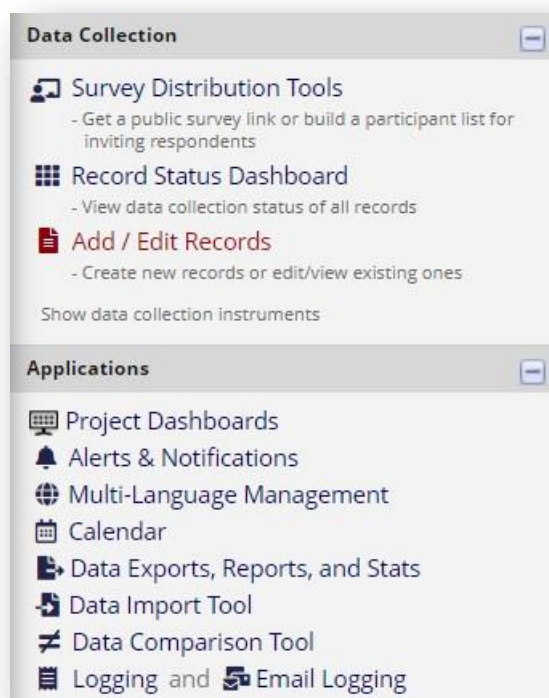 Data Collection
Survey Distribution Tools
- Get a public survey link or build a participant list for
inviting respondents
Record Status Dashboard
- View data collection status of all records
Add / Edit Records
- Create new records or edit/view existing ones
Show data collection instruments
Applications
Project Dashboards
Alerts & Notifications
Multi-Language Management
Calendar
Data Exports, Reports, and Stats
Data Import Tool
Data Comparison Tool
Logging and Email Logging